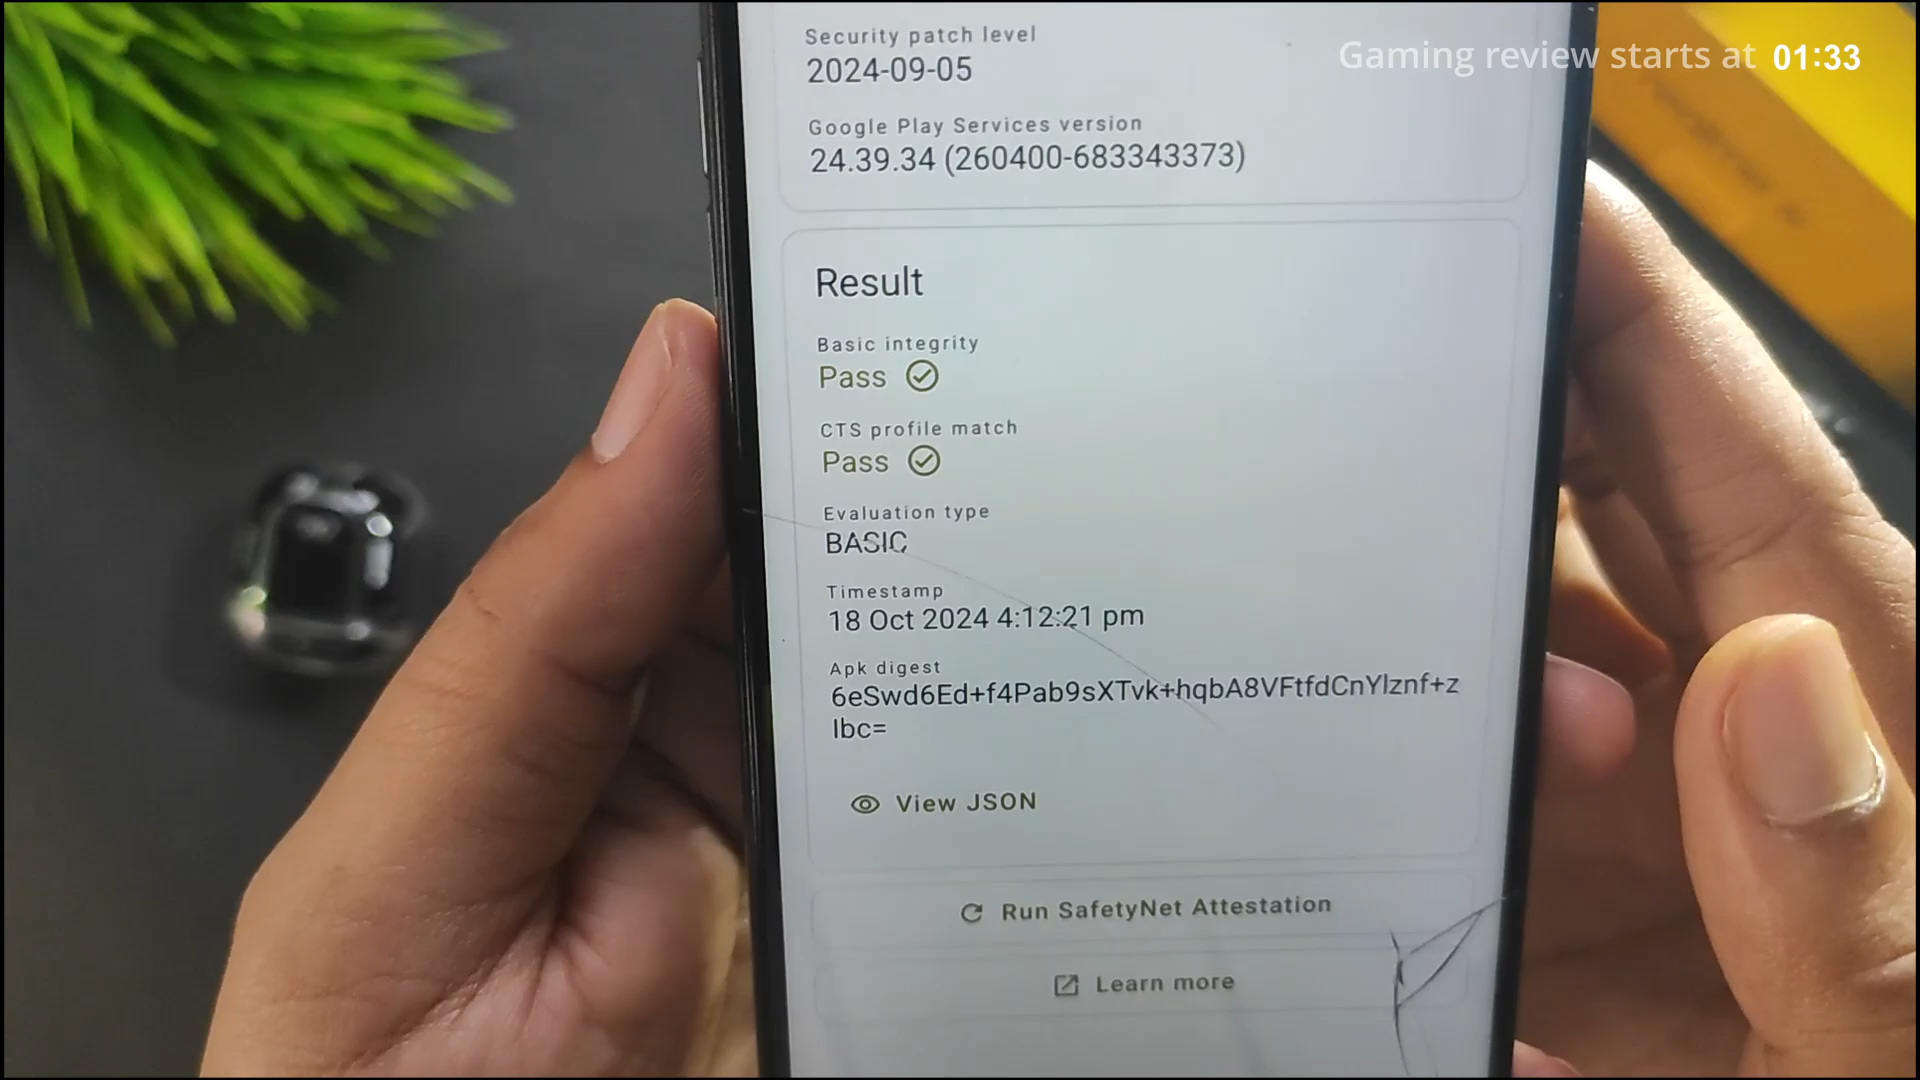 Security patch level
2024-09-05
Gaming review starts at 01:33
Google Play Services version
24.39.34 (260400-683343373)
Result
Basic integrity
Pass
CTS profile match
Pass
Evaluation type
BASIC
Timestamp
18 Oct 2024 4:12:21 pm
Apk digest
6eSwd6Ed+f4Pab9sXTvk+hqbA8VFtfdCnYlznf+z
Ibc=
View JSON
Run SafetyNet Attestation
Learn more